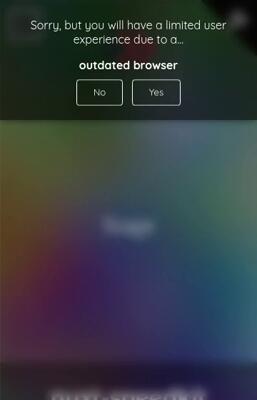 Sorry, but you will have a limited user
experience due to a...
outdated browser
No
Yes